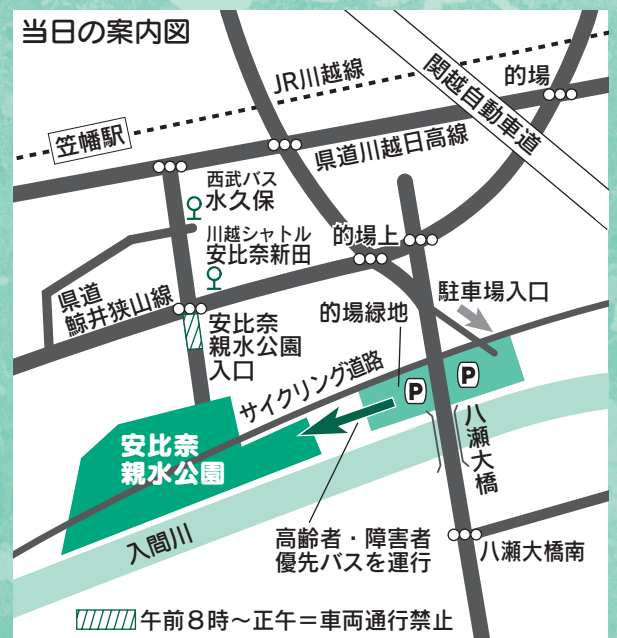 当日の案内図
JR川越線
関越自動車道
的場
笠幡駅
県道川越日高線
西武バス
水久保
川越シャトル
安比奈新田
的場上
県道
鯨井狭山線
駐車場入口
的場緑地
安比奈
親水公園
入口
サイクリング道路
P
P
八瀬大橋
安比奈
親水公園
入間川
高齢者・障害者
優先バスを運行
八瀬大橋南
午前8時～正午＝車両通行禁止